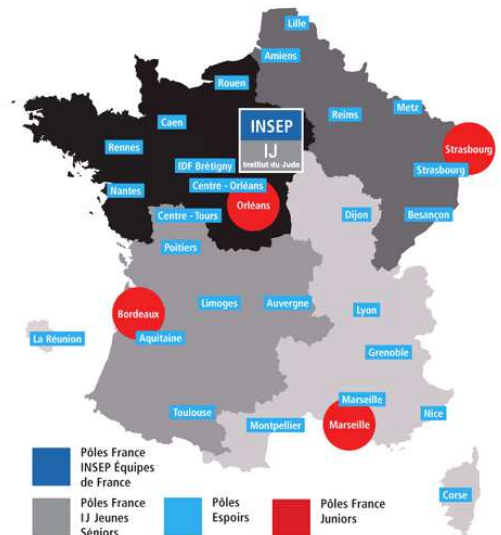 Lille
Amiens
Rouen
Reims
Metz
Caen
INSEP
IJ
Institut du Judo
Strasbourg
Rennes
IDF Brétigny
Strasbourg
Nantes
Centre - Orléans
Orléans
Centre - Tours
Dijon
Besançon
Poitiers
Bordeaux
Limoges
Auvergne
Lyon
La Réunion
Aquitaine
Grenoble
Marseille
Toulouse
Montpellier
Marseille
Nice
Corse
Pôles France
INSEP Équipes
de France
Pôles France
IJ Jeunes
Séniors
Pôles
Espoirs
Pôles France
Juniors